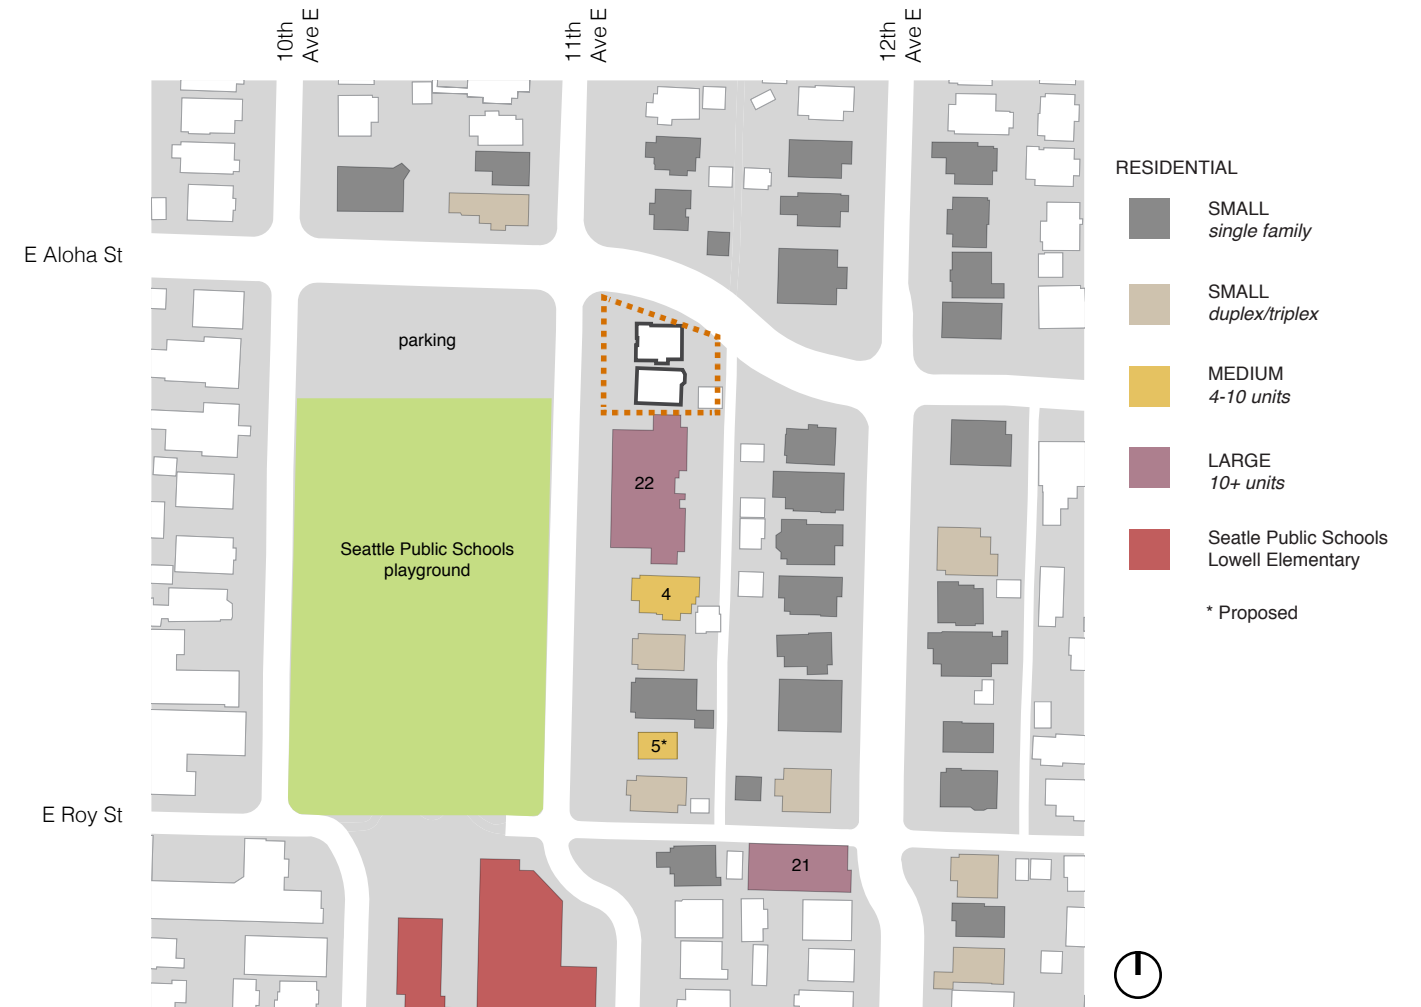 10th
Ave E
11th
Ave E
12th
Ave E
E Aloha St
E Roy St
parking
Seattle Public Schools
playground
22
4
5*
21
RESIDENTIAL
SMALL
single family
SMALL
duplex/triplex
MEDIUM
4-10 units
LARGE
10+ units
Seatle Public Schools
Lowell Elementary
* Proposed